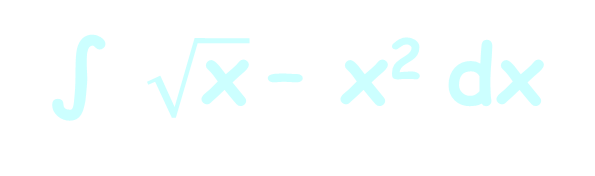 ∫ √x - x² dx